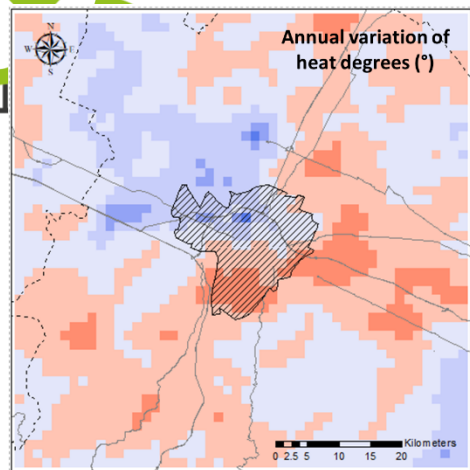 Annual variation of
heat degrees (°)
N
W E
S
Kilometers
0 2.5 5 10 15 20